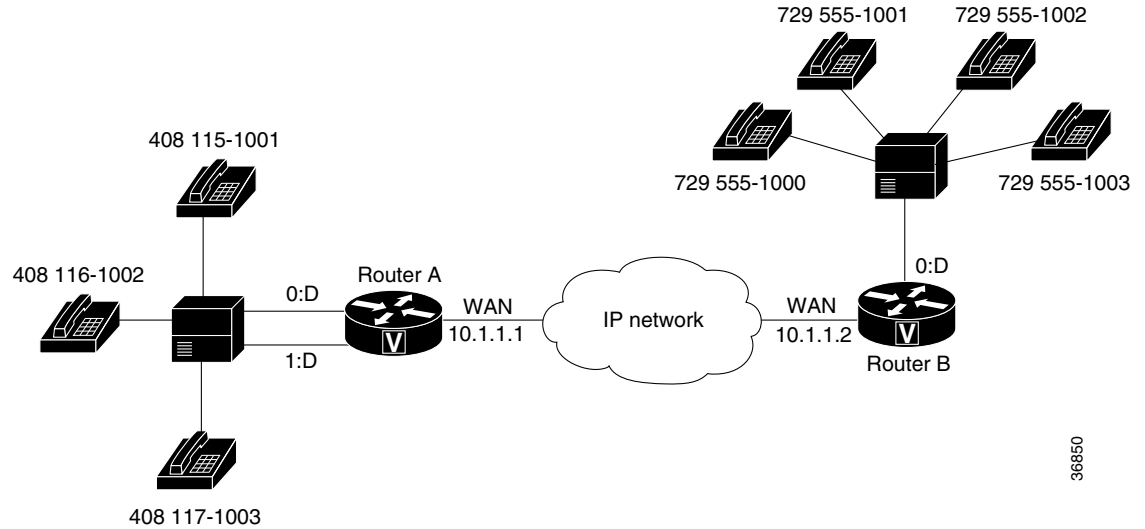 729 555-1001
729 555-1002
408 115-1001
729 555-1000
729 555-1003
408 116-1002
0:D
Router A
WAN
10.1.1.1
V
1:D
IP network
WAN
10.1.1.2
0:D
V
Router B
408 117-1003
36850